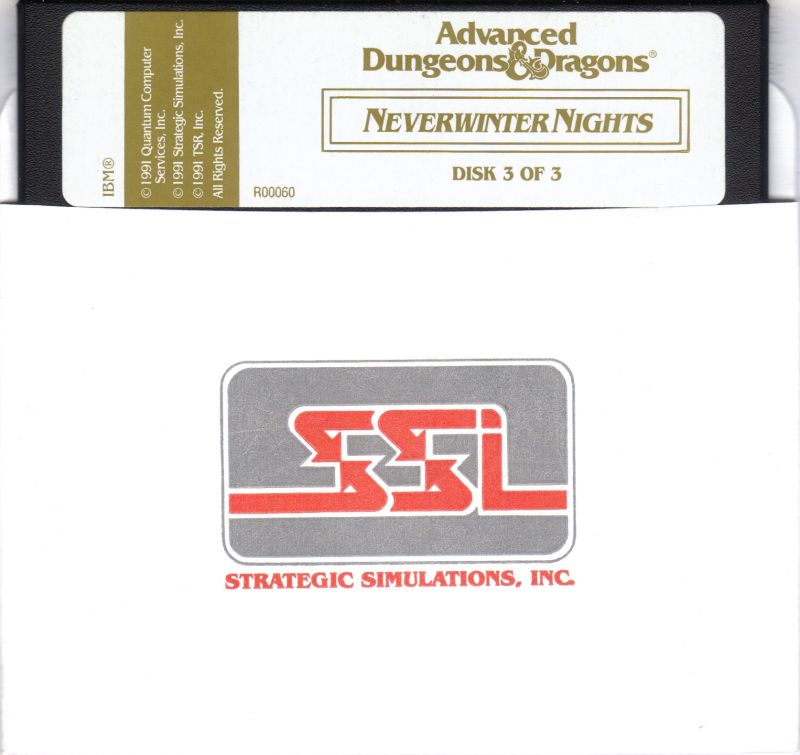 Advanced
Dungeons & Dragons®
NEVERWINTER NIGHTS
DISK 3 OF 3
R00060
IBM®
© 1991 Quantum Computer
Services, Inc.
© 1991 Strategic Simulations, Inc.
© 1991 TSR, Inc.
All Rights Reserved.
SSI
STRATEGIC SIMULATIONS, INC.